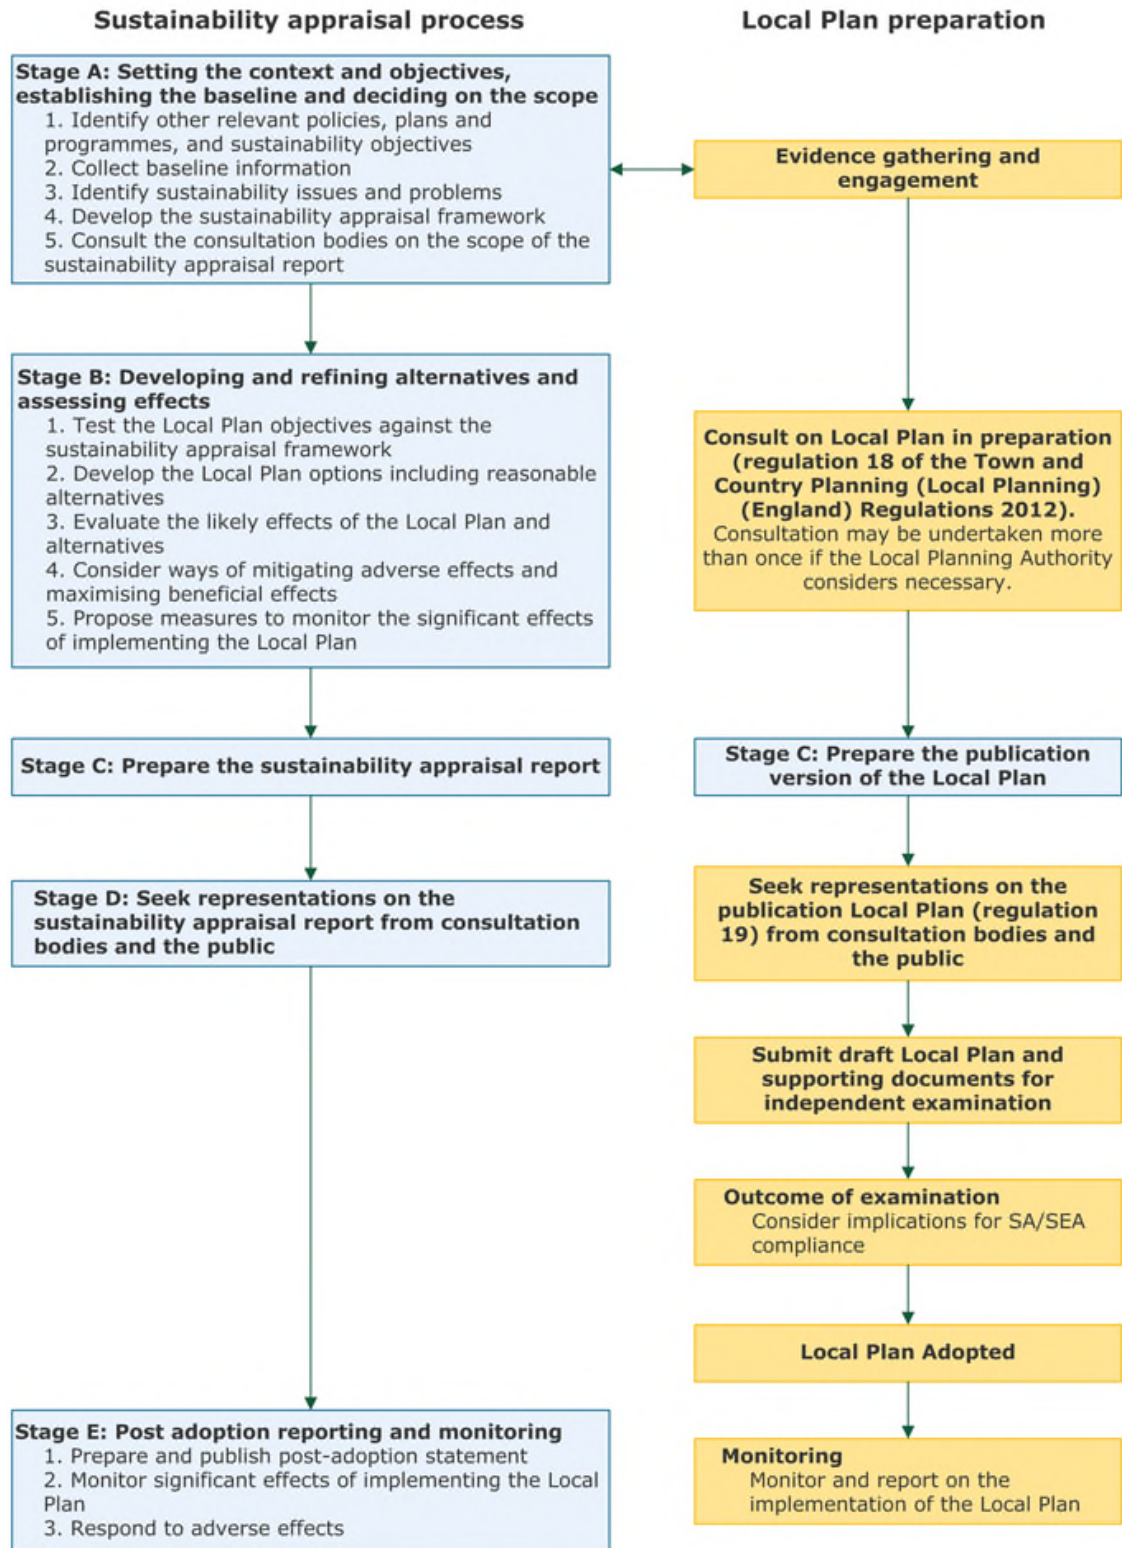 Sustainability appraisal process
Local Plan preparation
Stage A: Setting the context and objectives,
establishing the baseline and deciding on the scope
1. Identify other relevant policies, plans and
programmes, and sustainability objectives
2. Collect baseline information
3. Identify sustainability issues and problems
4. Develop the sustainability appraisal framework
5. Consult the consultation bodies on the scope of the
sustainability appraisal report
Evidence gathering and
engagement
Stage B: Developing and refining alternatives and
assessing effects
1. Test the Local Plan objectives against the
sustainability appraisal framework
2. Develop the Local Plan options including reasonable
alternatives
3. Evaluate the likely effects of the Local Plan and
alternatives
4. Consider ways of mitigating adverse effects and
maximising beneficial effects
5. Propose measures to monitor the significant effects
of implementing the Local Plan
Consult on Local Plan in preparation
(regulation 18 of the Town and
Country Planning (Local Planning)
(England) Regulations 2012).
Consultation may be undertaken more
than once if the Local Planning Authority
considers necessary.
Stage C: Prepare the sustainability appraisal report
Stage C: Prepare the publication
version of the Local Plan
Stage D: Seek representations on the
sustainability appraisal report from consultation
bodies and the public
Seek representations on the
publication Local Plan (regulation
19) from consultation bodies and
the public
Submit draft Local Plan and
supporting documents for
independent examination
Outcome of examination
Consider implications for SA/SEA
compliance
Local Plan Adopted
Stage E: Post adoption reporting and monitoring
1. Prepare and publish post-adoption statement
2. Monitor significant effects of implementing the Local
Plan
3. Respond to adverse effects
Monitoring
Monitor and report on the
implementation of the Local Plan